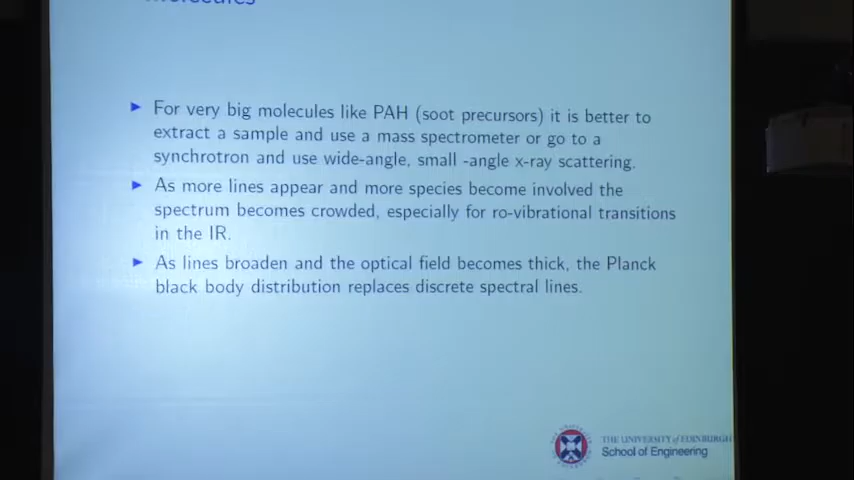 molecules
For very big molecules like PAH (soot precursors) it is better to
extract a sample and use a mass spectrometer or go to a
synchrotron and use wide-angle, small -angle x-ray scattering.
As more lines appear and more species become involved the
spectrum becomes crowded, especially for ro-vibrational transitions
in the IR.
As lines broaden and the optical field becomes thick, the Planck
black body distribution replaces discrete spectral lines.
THE UNIVERSITY of EDINBURGH
School of Engineering